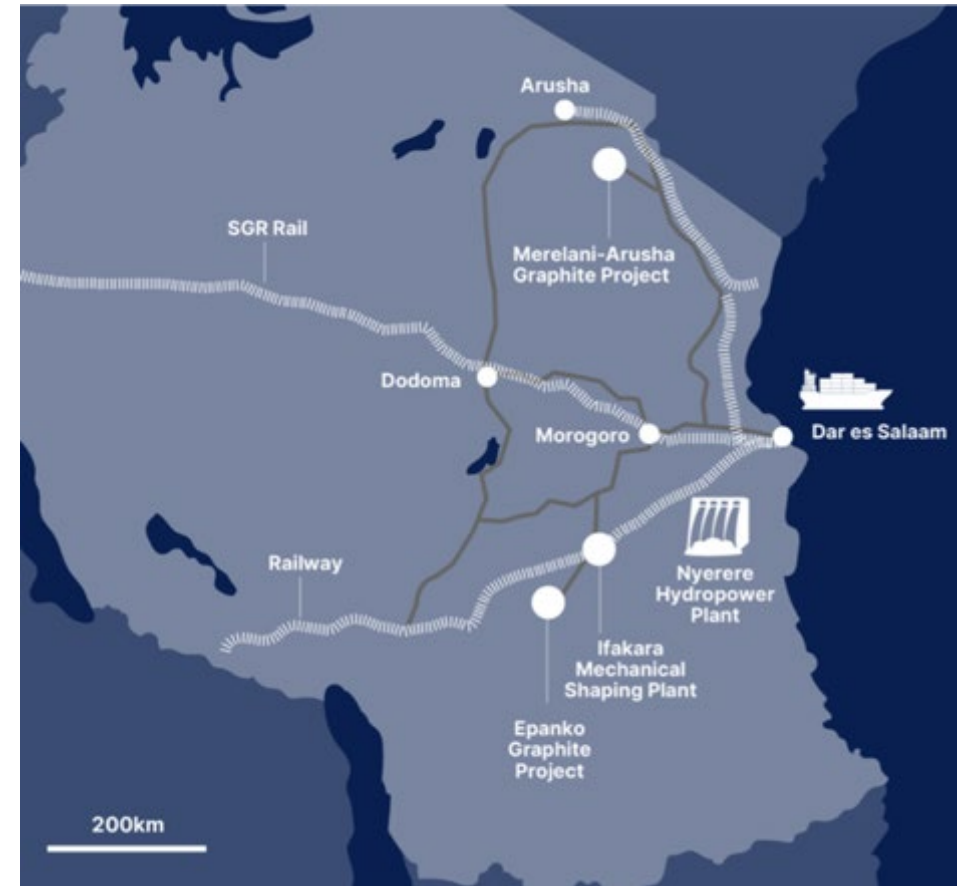 Arusha
SGR Rail
Merelani-Arusha
Graphite Project
Dodoma
Morogoro
Dar es Salaam
Railway
Nyerere
Hydropower
Plant
Ifakara
Mechanical
Shaping Plant
Epanko
Graphite
Project
200km